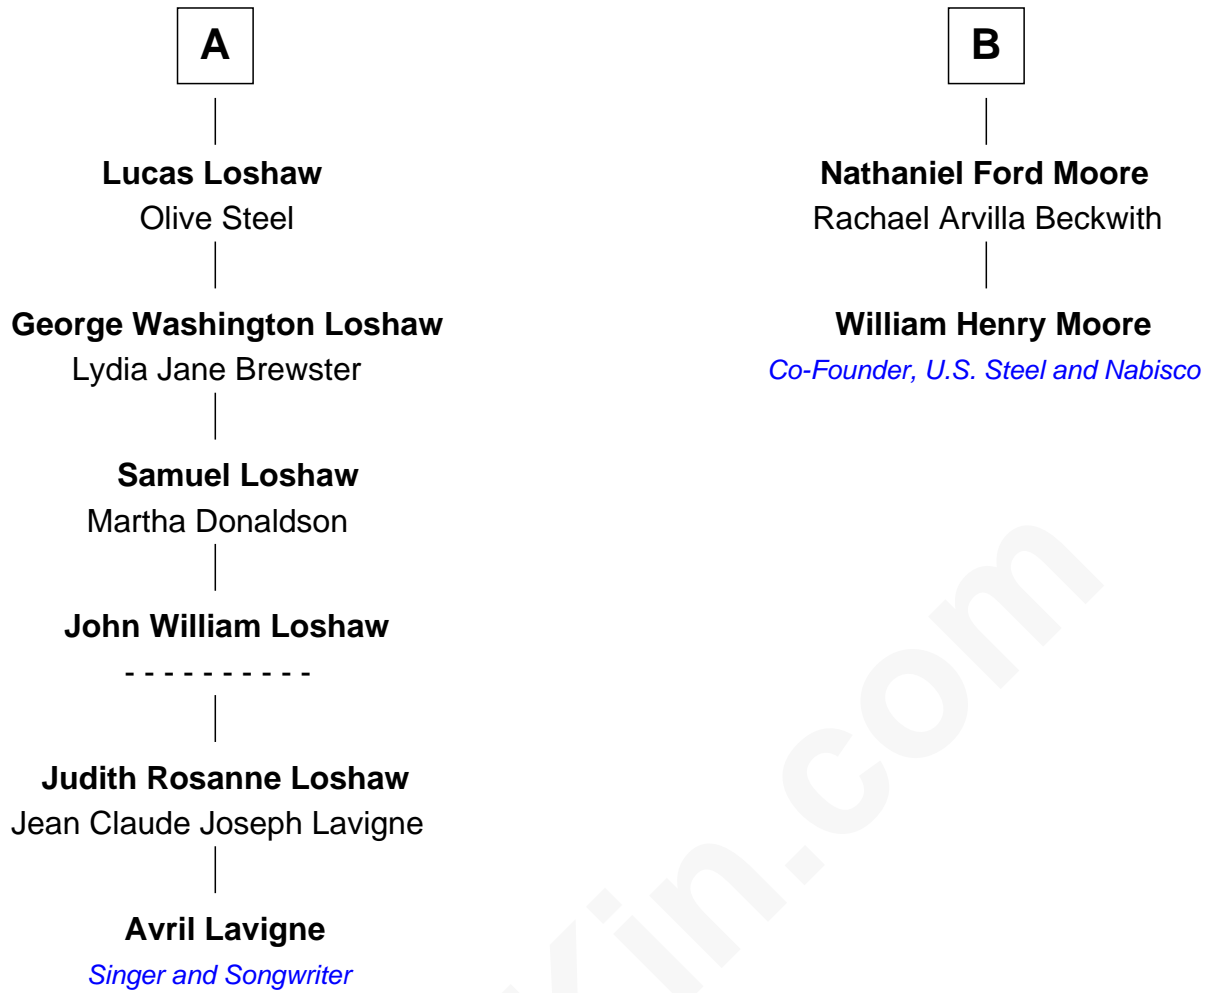 A
Lucas Loshaw
Olive Steel
George Washington Loshaw
Lydia Jane Brewster
Samuel Loshaw
Martha Donaldson
John William Loshaw
- - - - - - - - - -
Judith Rosanne Loshaw
Jean Claude Joseph Lavigne
Avril Lavigne
Singer and Songwriter
B
Nathaniel Ford Moore
Rachael Arvilla Beckwith
William Henry Moore
Co-Founder, U.S. Steel and Nabisco
kin.com